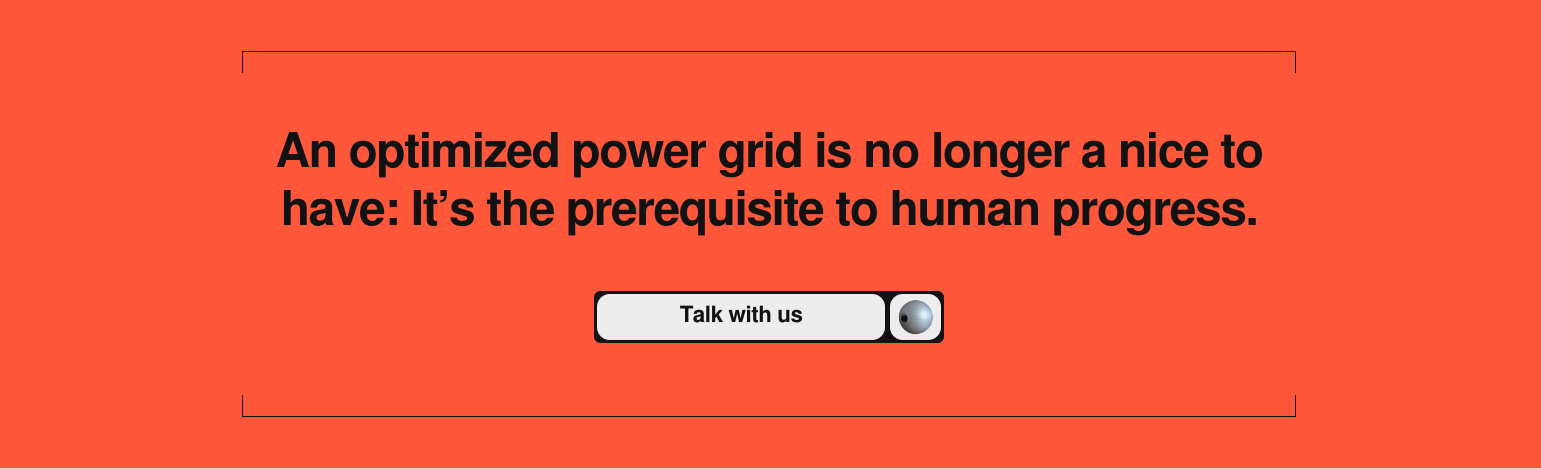 An optimized power grid is no longer a nice to
have: It’s the prerequisite to human progress.
Talk with us